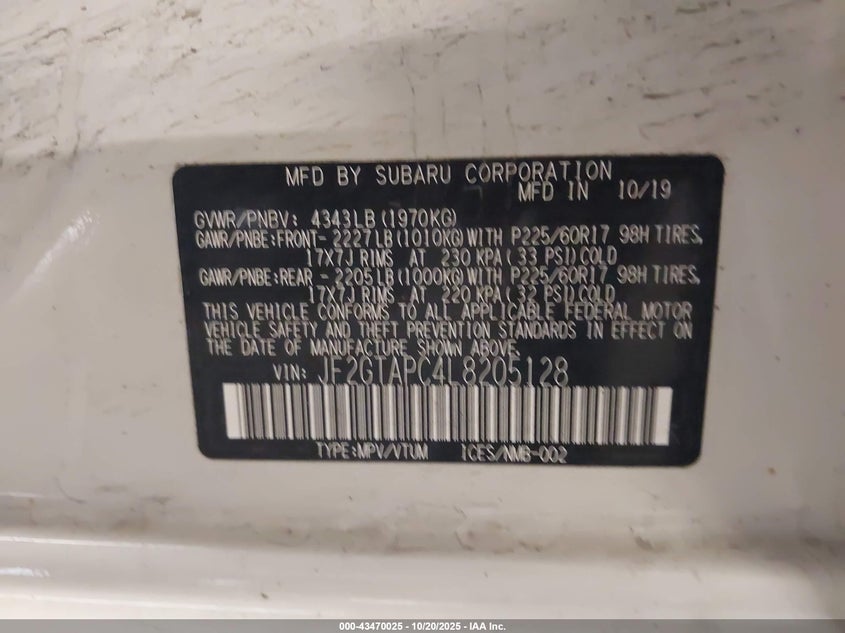 MFD BY SUBARU CORPORATION
MFD IN 10/19
GVWR/PNBV: 4343LB(1970KG)
GAWR/PNBE:FRONT- 2227LB(1010KG)WITH P225/60R17 98H TIRES,
17X7J RIMS AT 230 KPA( 33 PSI)COLD
GAWR/PNBE:REAR - 2205LB(1000KG)WITH P225/60R17 98H TIRES,
17X7J RIMS AT 220 KPA( 32 PSI)COLD
THIS VEHICLE CONFORMS TO ALL APPLICABLE FEDERAL MOTOR
VEHICLE SAFETY AND THEFT PREVENTION STANDARDS IN EFFECT ON
THE DATE OF MANUFACTURE SHOWN ABOVE.
VIN: JF2GTAPC4L8205128
TYPE:MPV/VTUM ICES/NMB-002
000-43470025 - 10/20/2025 - IAA Inc.